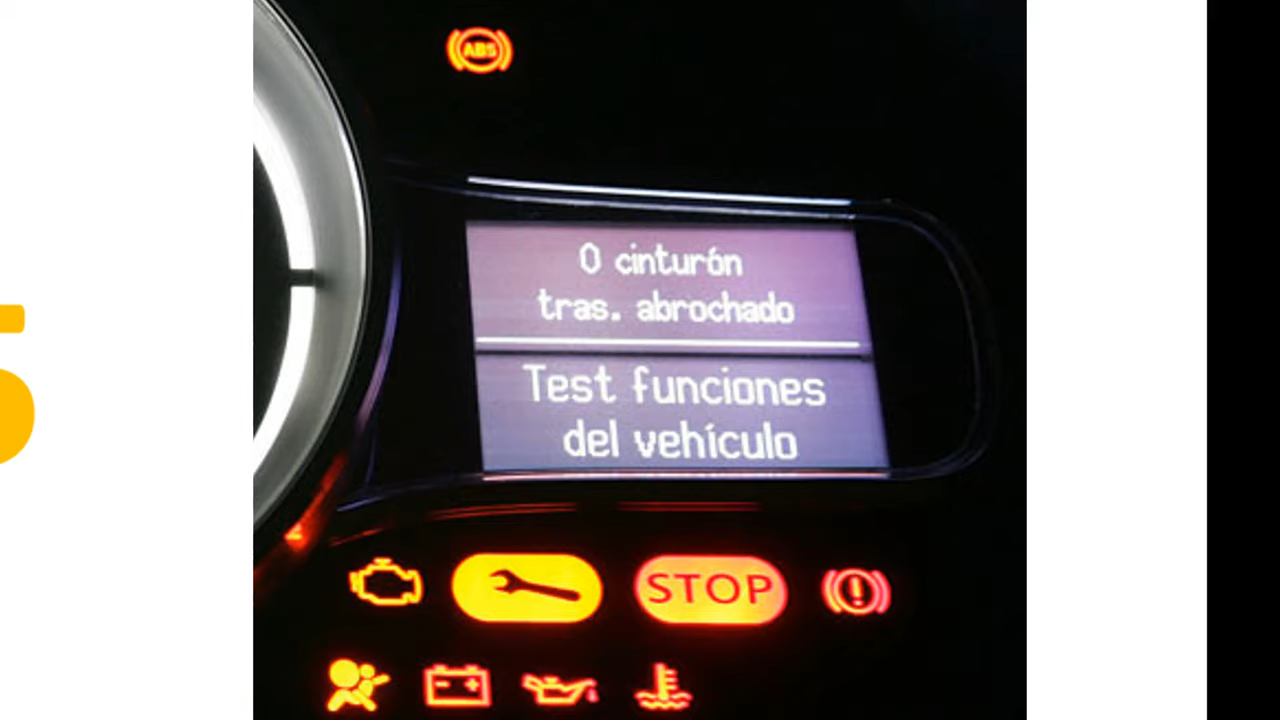 ABS
0 cinturón
tras. abrochado
Test funciones
del vehículo
STOP